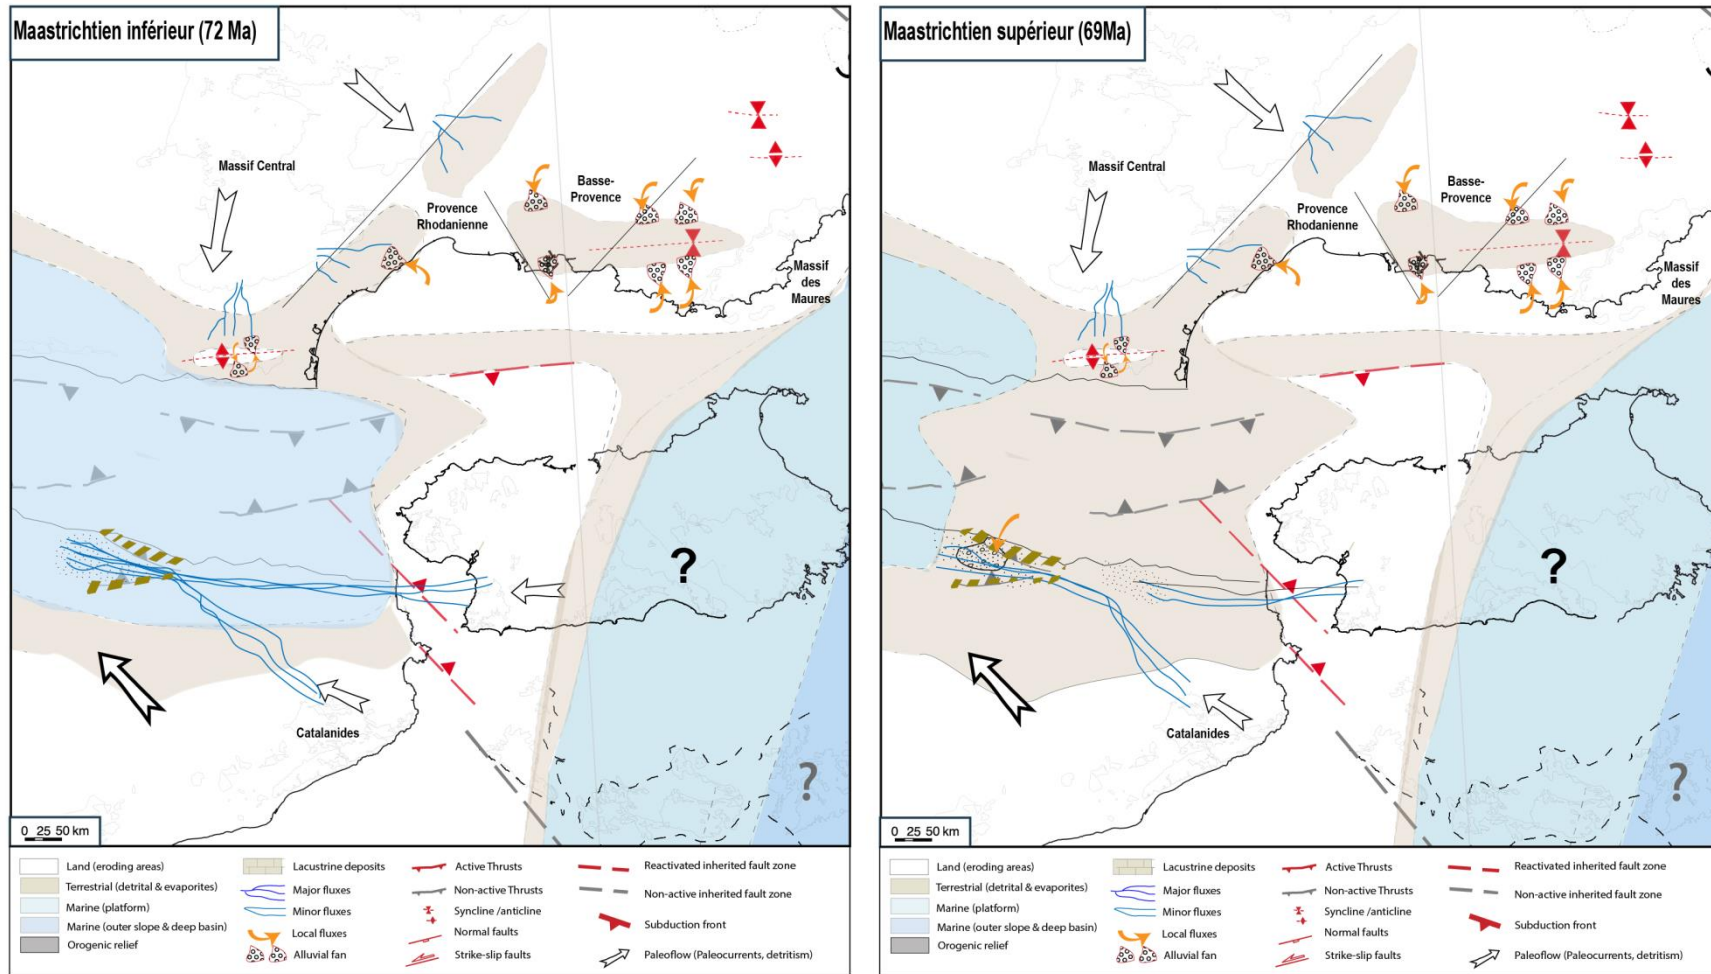 Maastrichtien inférieur (72 Ma)
Massif Central
Basse-
Provence
Provence
Rhodanienne
Massif
des
Maures
?
Catalanides
?
0 25 50 km
Land (eroding areas)
Terrestrial (detrital & evaporites)
Marine (platform)
Marine (outer slope & deep basin)
Orogenic relief
Lacustrine deposits
Major fluxes
Minor fluxes
Local fluxes
Alluvial fan
Active Thrusts
Non-active Thrusts
Syncline /anticline
Normal faults
Strike-slip faults
Reactivated inherited fault zone
Non-active inherited fault zone
Subduction front
Paleoflow (Paleocurrents, detritism)
Maastrichtien supérieur (69Ma)
Massif Central
Basse-
Provence
Provence
Rhodanienne
Massif
des
Maures
?
Catalanides
?
0 25 50 km
Land (eroding areas)
Terrestrial (detrital & evaporites)
Marine (platform)
Marine (outer slope & deep basin)
Orogenic relief
Lacustrine deposits
Major fluxes
Minor fluxes
Local fluxes
Alluvial fan
Active Thrusts
Non-active Thrusts
Syncline /anticline
Normal faults
Strike-slip faults
Reactivated inherited fault zone
Non-active inherited fault zone
Subduction front
Paleoflow (Paleocurrents, detritism)